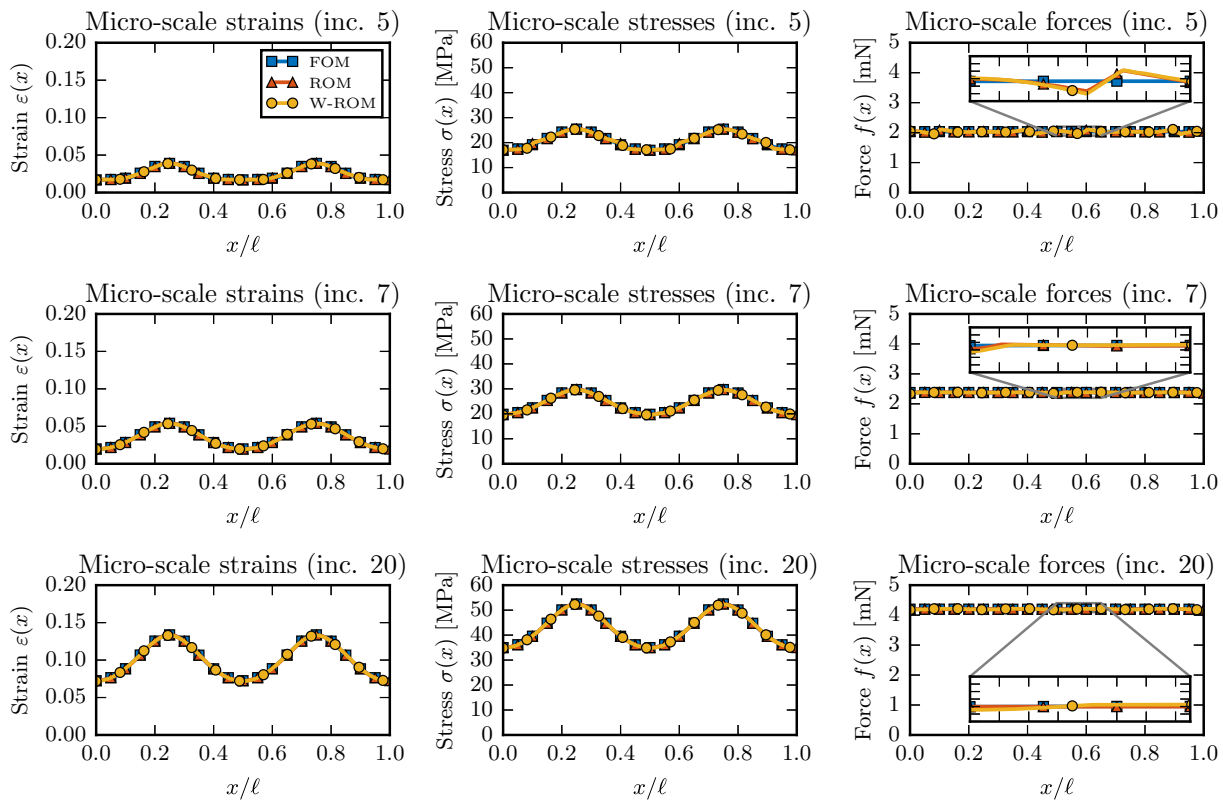 Micro-scale strains (inc. 5)
Strain ε(x)
0.20
0.15
0.10
0.05
0.00
FOM
ROM
W-ROM
0.0 0.2 0.4 0.6 0.8 1.0
x/ℓ
Micro-scale stresses (inc. 5)
Stress σ(x) [MPa]
60
50
40
30
20
10
0
0.0 0.2 0.4 0.6 0.8 1.0
x/ℓ
Micro-scale forces (inc. 5)
Force f(x) [mN]
5
4
3
2
1
0
0.0 0.2 0.4 0.6 0.8 1.0
x/ℓ
Micro-scale strains (inc. 7)
Strain ε(x)
0.20
0.15
0.10
0.05
0.00
0.0 0.2 0.4 0.6 0.8 1.0
x/ℓ
Micro-scale stresses (inc. 7)
Stress σ(x) [MPa]
60
50
40
30
20
10
0
0.0 0.2 0.4 0.6 0.8 1.0
x/ℓ
Micro-scale forces (inc. 7)
Force f(x) [mN]
5
4
3
2
1
0
0.0 0.2 0.4 0.6 0.8 1.0
x/ℓ
Micro-scale strains (inc. 20)
Strain ε(x)
0.20
0.15
0.10
0.05
0.00
0.0 0.2 0.4 0.6 0.8 1.0
x/ℓ
Micro-scale stresses (inc. 20)
Stress σ(x) [MPa]
60
50
40
30
20
10
0
0.0 0.2 0.4 0.6 0.8 1.0
x/ℓ
Micro-scale forces (inc. 20)
Force f(x) [mN]
5
4
3
2
1
0
0.0 0.2 0.4 0.6 0.8 1.0
x/ℓ